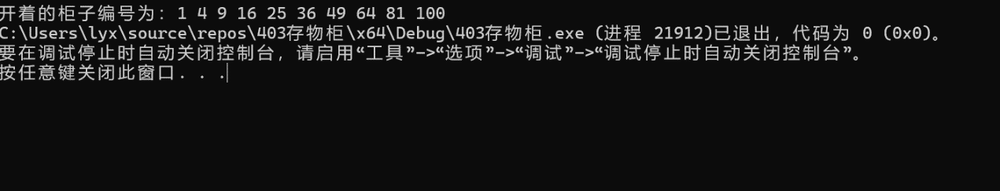 开着的柜子编号为：1 4 9 16 25 36 49 64 81 100
C:\Users\lyx\source\repos\403存物柜\x64\Debug\403存物柜.exe (进程 21912)已退出，代码为 0 (0x0)。
要在调试停止时自动关闭控制台，请启用“工具”->“选项”->“调试”->“调试停止时自动关闭控制台”。
按任意键关闭此窗口. . .